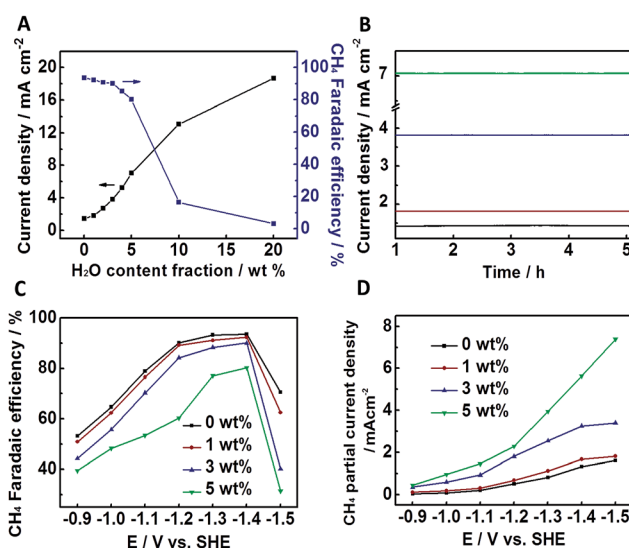 A
Current density / mA cm⁻²
20
16
12
8
4
0
0
5
10
15
20
H₂O content fraction / wt %
100
80
60
40
20
0
CH₄ Faradaic efficiency / %
B
Current density / mA cm⁻²
7
4
3
2
1
2
3
4
5
Time / h
C
CH₄ Faradaic efficiency / %
100
80
60
40
0 wt%
1 wt%
3 wt%
5 wt%
-0.9
-1.0
-1.1
-1.2
-1.3
-1.4
-1.5
E / V vs. SHE
D
CH₄ partial current density
/ mAcm⁻²
8
6
4
2
0
0 wt%
1 wt%
3 wt%
5 wt%
-0.9
-1.0
-1.1
-1.2
-1.3
-1.4
-1.5
E / V vs. SHE